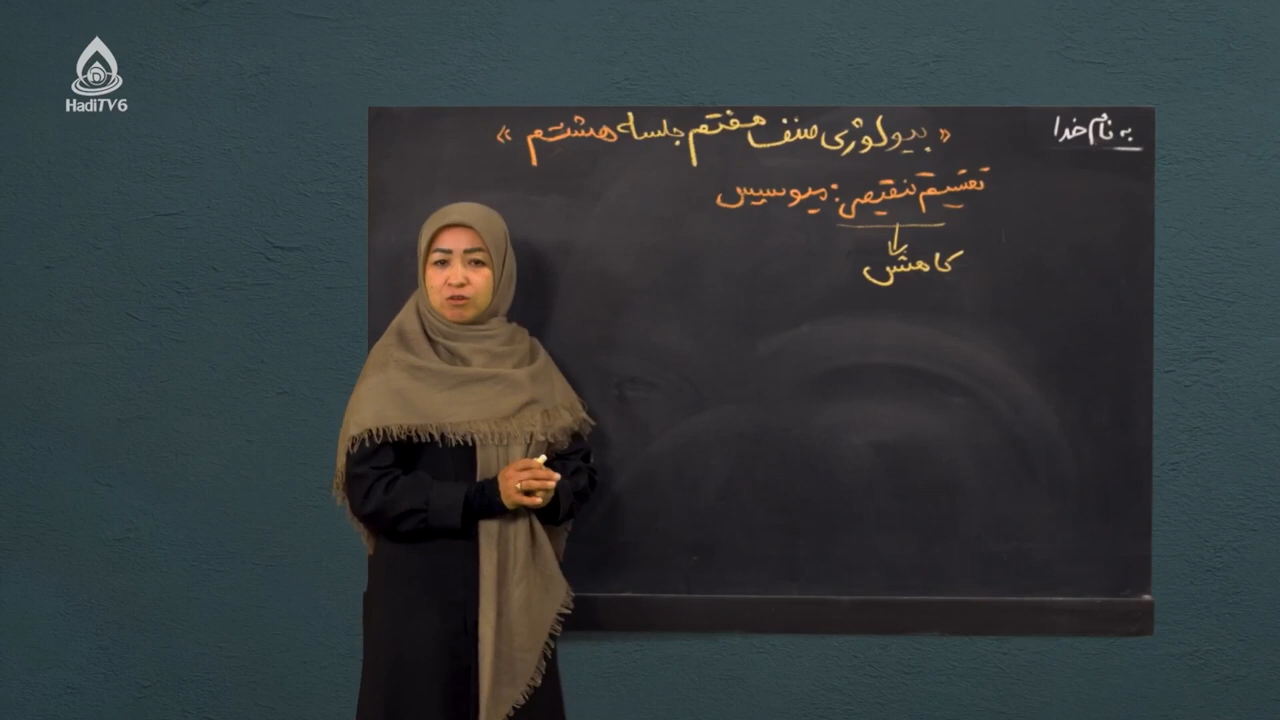 به نام خدا
« بیولوژی صنف هفتم جلسه هشتم »
تقسیم تنقیصی: میوسیس
کاهش
HadiTV6